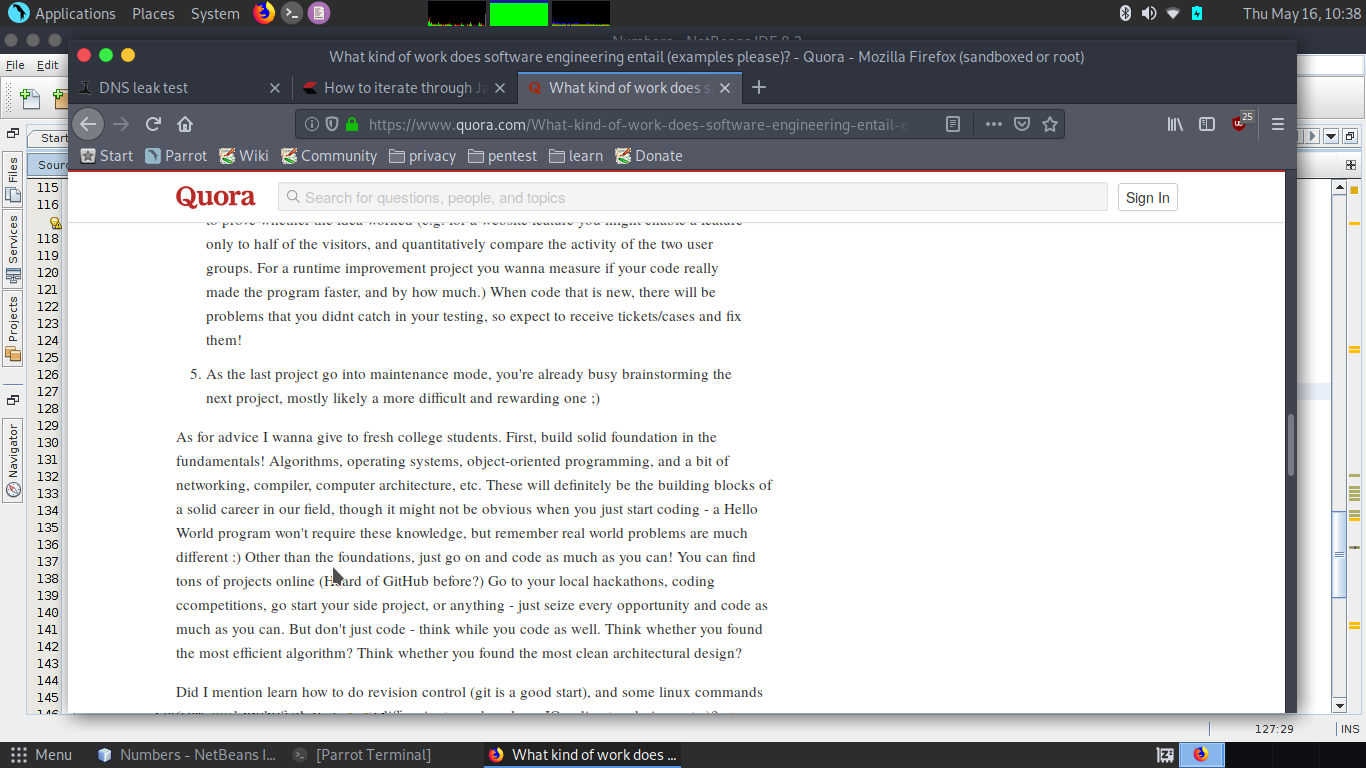 Applications Places System
Thu May 16, 10:38
File Edit
What kind of work does software engineering entail (examples please)? - Quora - Mozilla Firefox (sandboxed or root)
DNS leak test
How to iterate through Ja
What kind of work does s
https://www.quora.com/What-kind-of-work-does-software-engineering-entail-e
25
Start Parrot Wiki Community privacy pentest learn Donate
Start
Sourc
Files
Services
Projects
Navigator
115
116
118
119
120
121
122
123
124
125
126
127
128
129
130
131
132
133
134
135
136
137
138
139
140
141
142
143
144
145
146
Quora
Search for questions, people, and topics
Sign In
to prove whether the idea worked (e.g. for a website feature you might enable a feature
only to half of the visitors, and quantitatively compare the activity of the two user
groups. For a runtime improvement project you wanna measure if your code really
made the program faster, and by how much.) When code that is new, there will be
problems that you didnt catch in your testing, so expect to receive tickets/cases and fix
them!
5. As the last project go into maintenance mode, you're already busy brainstorming the
next project, mostly likely a more difficult and rewarding one ;)
As for advice I wanna give to fresh college students. First, build solid foundation in the
fundamentals! Algorithms, operating systems, object-oriented programming, and a bit of
networking, compiler, computer architecture, etc. These will definitely be the building blocks of
a solid career in our field, though it might not be obvious when you just start coding - a Hello
World program won't require these knowledge, but remember real world problems are much
different :) Other than the foundations, just go on and code as much as you can! You can find
tons of projects online (Heard of GitHub before?) Go to your local hackathons, coding
ccompetitions, go start your side project, or anything - just seize every opportunity and code as
much as you can. But don't just code - think while you code as well. Think whether you found
the most efficient algorithm? Think whether you found the most clean architectural design?
Did I mention learn how to do revision control (git is a good start), and some linux commands
127:29
INS
Menu
Numbers - NetBeans I...
[Parrot Terminal]
What kind of work does ...